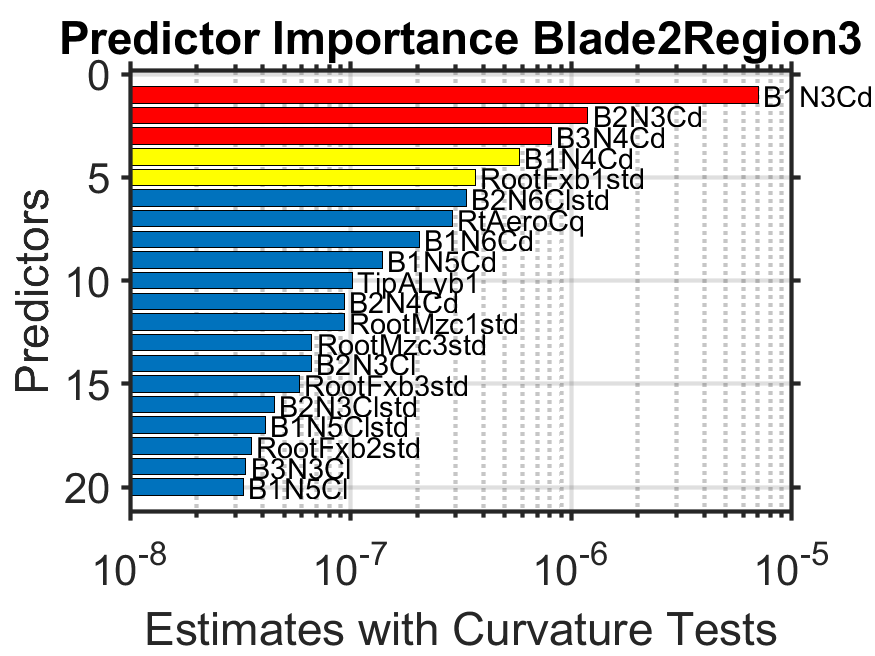 Predictor Importance Blade2Region3
0
5
10
15
20
Predictors
B1N3Cd
B2N3Cd
B3N4Cd
B1N4Cd
RootFxb1std
B2N6Clstd
RtAeroCq
B1N6Cd
B1N5Cd
TipALyb1
B2N4Cd
RootMzc1std
RootMzc3std
B2N3Cl
RootFxb3std
B2N3Clstd
B1N5Clstd
RootFxb2std
B3N3Cl
B1N5Cl
10^-8 10^-7 10^-6 10^-5
Estimates with Curvature Tests